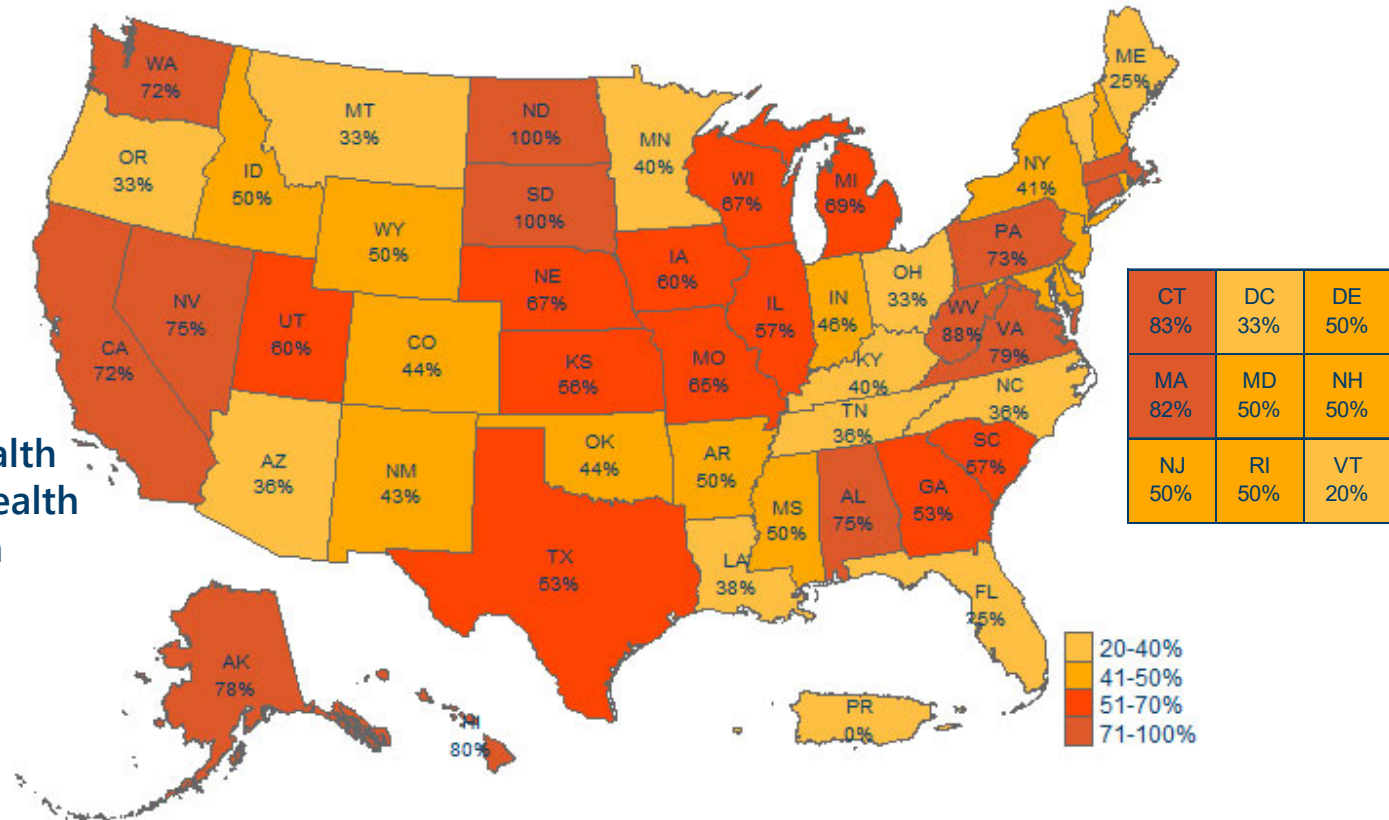 WA
72%
MT
33%
ND
100%
MN
40%
ME
25%
OR
33%
ID
50%
SD
100%
WI
67%
MI
69%
NY
41%
WY
50%
PA
73%
NE
67%
IA
60%
OH
33%
NV
75%
UT
60%
CO
44%
IL
57%
IN
46%
WV
88%
VA
79%
CA
72%
KS
56%
MO
65%
KY
40%
NC
36%
TN
36%
AZ
36%
NM
43%
OK
44%
AR
50%
SC
57%
MS
50%
AL
75%
GA
53%
TX
53%
LA
38%
FL
25%
AK
78%
HI
80%
PR
0%
alth
ealth
CT DC DE
83% 33% 50%
MA MD NH
82% 50% 50%
NJ RI VT
50% 50% 20%
20-40%
41-50%
51-70%
71-100%